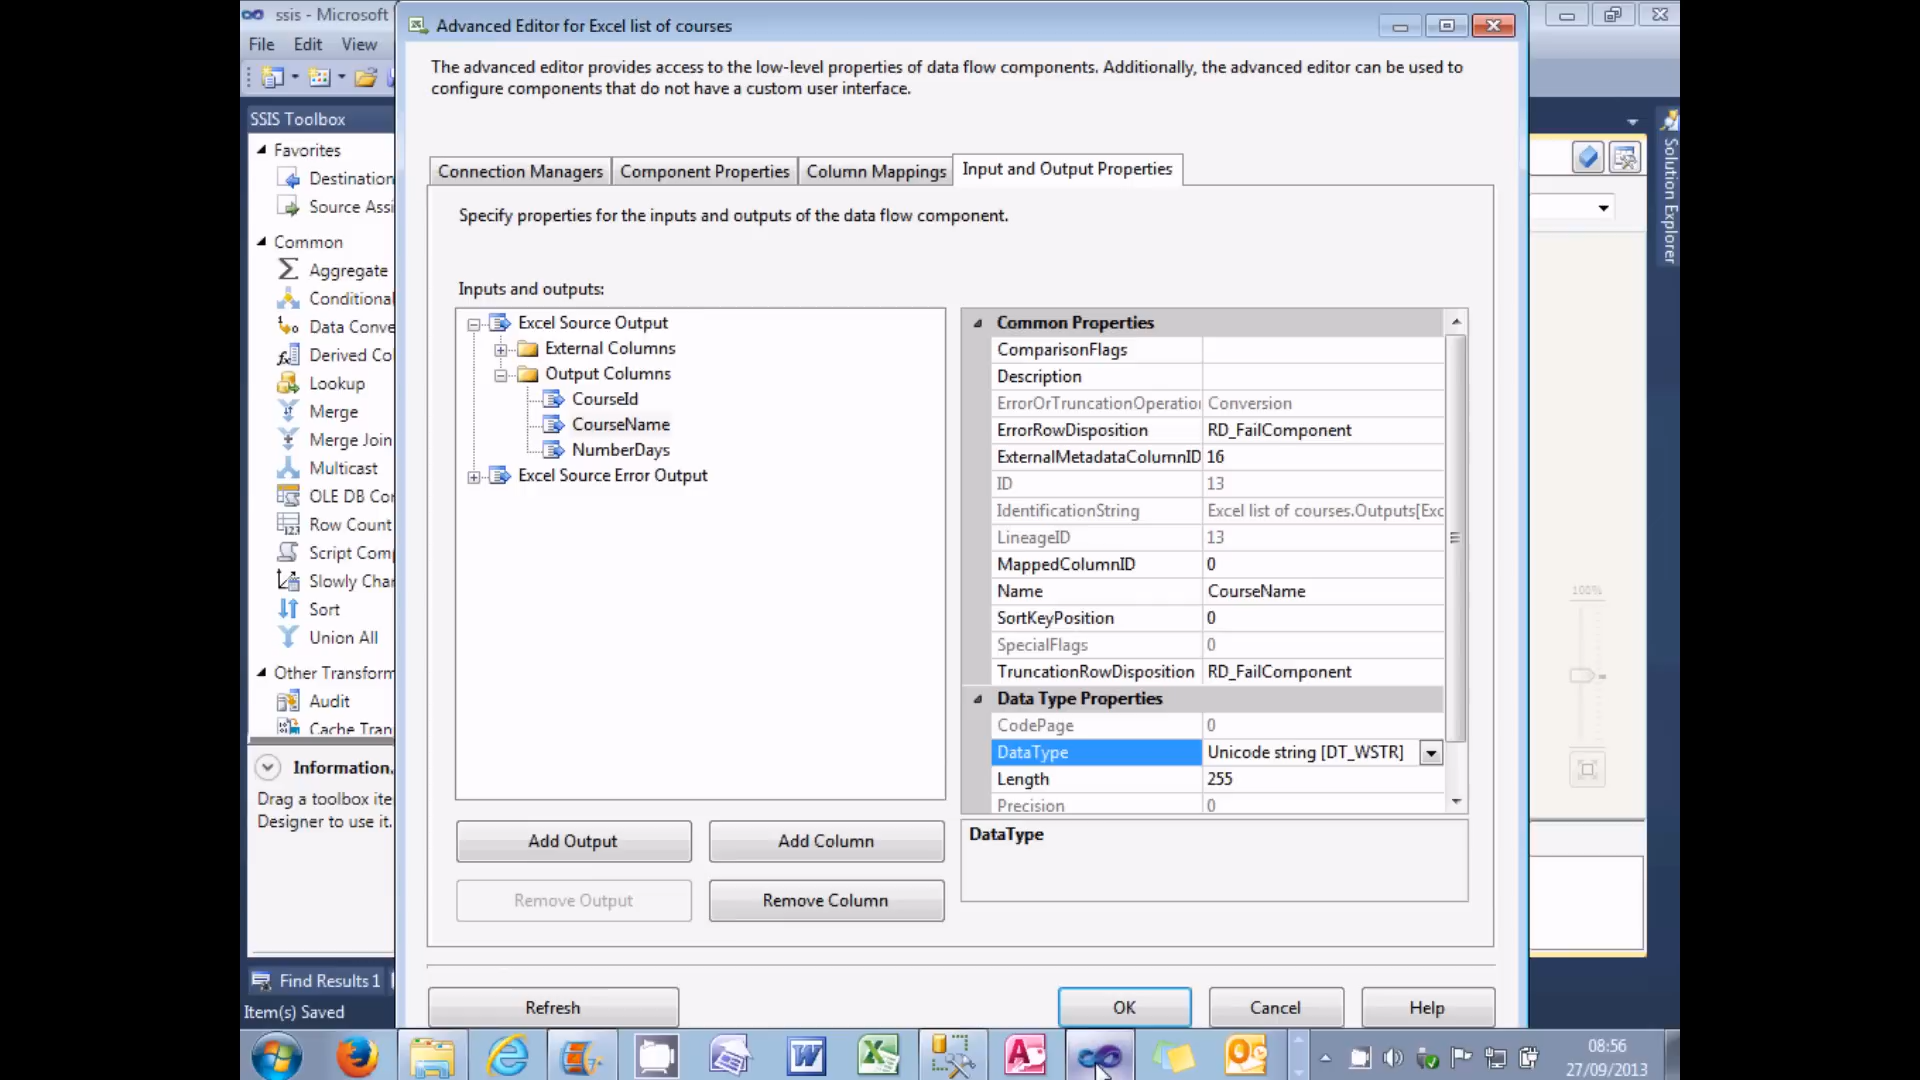 ssis - Microsoft
Advanced Editor for Excel list of courses
File Edit View
The advanced editor provides access to the low-level properties of data flow components. Additionally, the advanced editor can be used to
configure components that do not have a custom user interface.
SSIS Toolbox
Favorites
Destination
Source Assi
Common
Aggregate
Conditiona
Data Conve
Derived Co
Lookup
Merge
Merge Join
Multicast
OLE DB Co
Row Count
Script Comp
Slowly Cha
Sort
Union All
Other Transform
Audit
Cache Tran
Information.
Drag a toolbox ite
Designer to use it.
Find Results 1
Item(s) Saved
Connection Managers
Component Properties
Column Mappings
Input and Output Properties
Specify properties for the inputs and outputs of the data flow component.
Inputs and outputs:
Excel Source Output
External Columns
Output Columns
CourseId
CourseName
NumberDays
Excel Source Error Output
Common Properties
ComparisonFlags
Description
ErrorOrTruncationOperatio Conversion
ErrorRowDisposition RD_FailComponent
ExternalMetadataColumnID 16
ID 13
IdentificationString Excel list of courses.Outputs[Exc
LineageID 13
MappedColumnID 0
Name CourseName
SortKeyPosition 0
SpecialFlags 0
TruncationRowDisposition RD_FailComponent
Data Type Properties
CodePage 0
DataType Unicode string [DT_WSTR]
Length 255
Precision 0
DataType
Add Output
Add Column
Remove Output
Remove Column
Refresh
OK
Cancel
Help
Solution Explorer
100%
08:56
27/09/2013